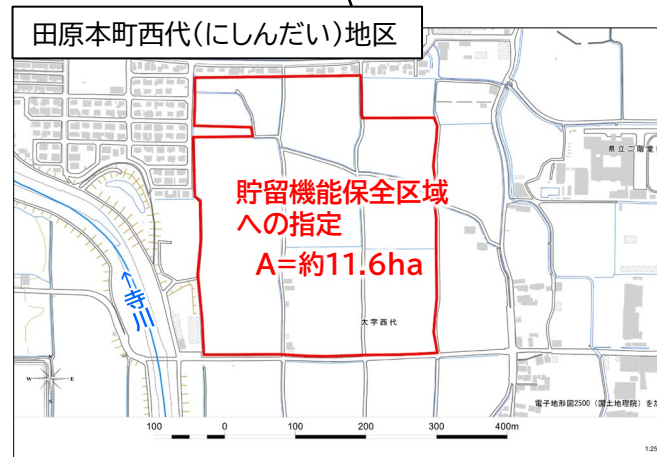 田原本町西代(にしんだい)地区
県立二階堂
貯留機能保全区域
への指定
A=約11.6ha
←寺川
大字西代
W E
S
電子地形図2500（国土地理院）を加
100 0 100 200 300 400m
1:25